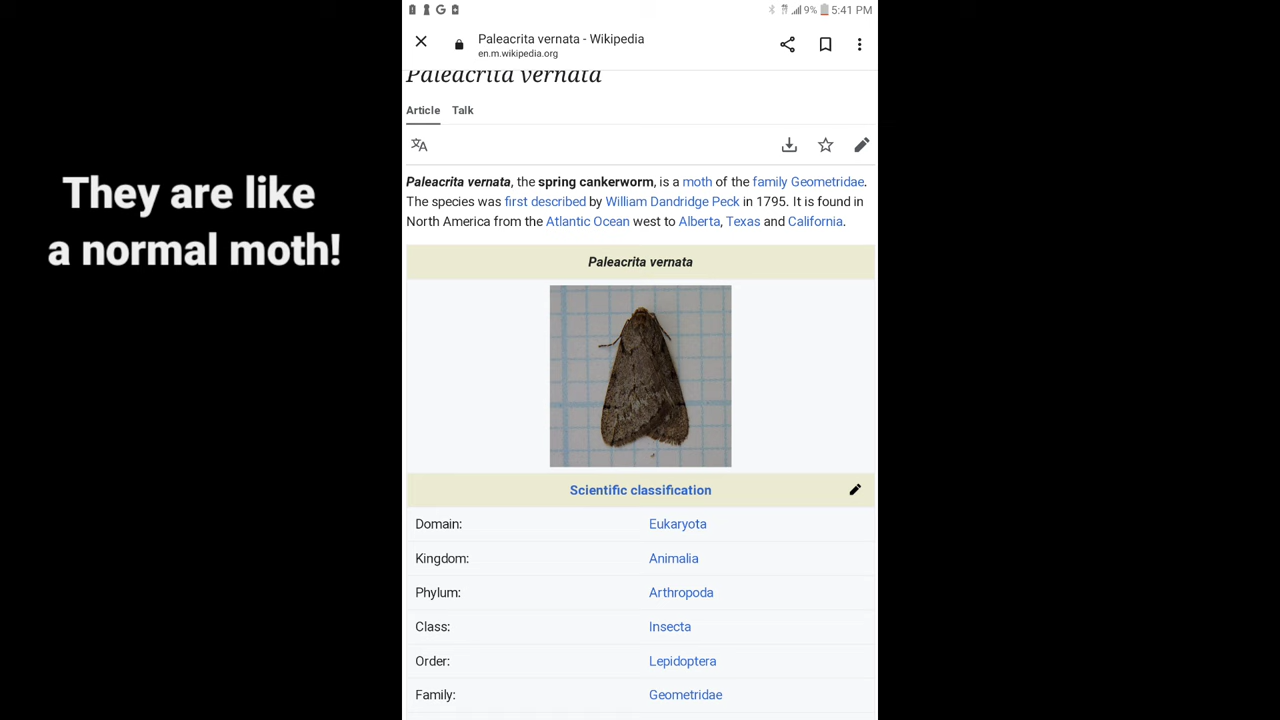 They are like
a normal moth!
9% 5:41 PM
Paleacrita vernata - Wikipedia
en.m.wikipedia.org
Paleacrita vernata
Article Talk
Paleacrita vernata, the spring cankerworm, is a moth of the family Geometridae.
The species was first described by William Dandridge Peck in 1795. It is found in
North America from the Atlantic Ocean west to Alberta, Texas and California.
Paleacrita vernata
Scientific classification
Domain: Eukaryota
Kingdom: Animalia
Phylum: Arthropoda
Class: Insecta
Order: Lepidoptera
Family: Geometridae